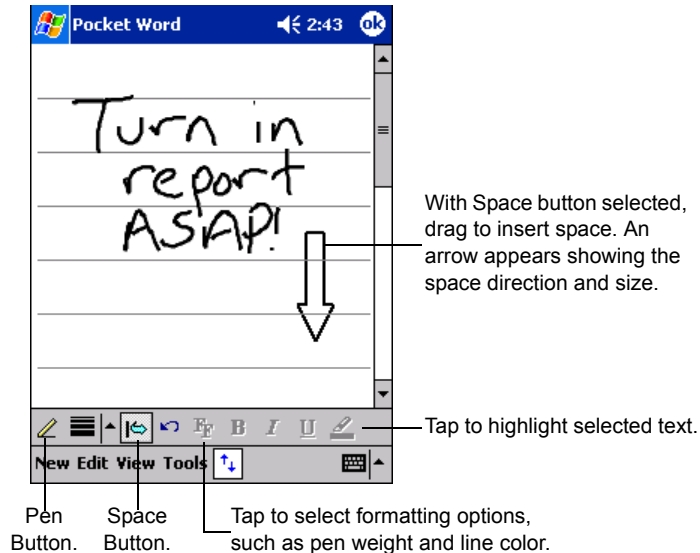 Pocket Word 2:43 ok
Turn in
report
ASAP!
With Space button selected,
drag to insert space. An
arrow appears showing the
space direction and size.
B I U
Tap to highlight selected text.
New Edit View Tools
Pen
Button.
Space
Button.
Tap to select formatting options,
such as pen weight and line color.